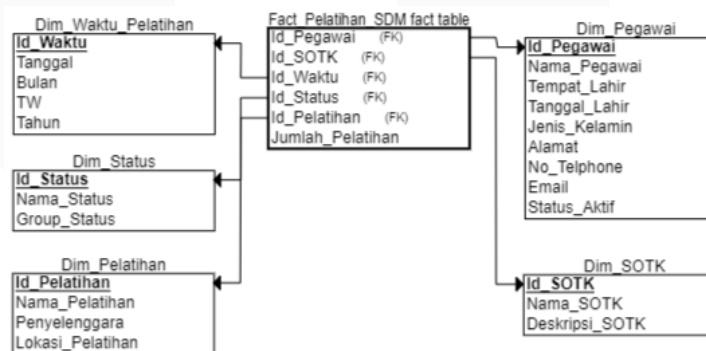 Dim_Waktu_Pelatihan
Id_Waktu
Tanggal
Bulan
TW
Tahun
Dim_Status
Id_Status
Nama_Status
Group_Status
Dim_Pelatihan
Id_Pelatihan
Nama_Pelatihan
Penyelenggara
Lokasi_Pelatihan
Fact_Pelatihan_SDM fact table
Id_Pegawai (FK)
Id_SOTK (FK)
Id_Waktu (FK)
Id_Status (FK)
Id_Pelatihan (FK)
Jumlah_Pelatihan
Dim_Pegawai
Id_Pegawai
Nama_Pegawai
Tempat_Lahir
Tanggal_Lahir
Jenis_Kelamin
Alamat
No_Telphone
Email
Status_Aktif
Dim_SOTK
Id_SOTK
Nama_SOTK
Deskripsi_SOTK